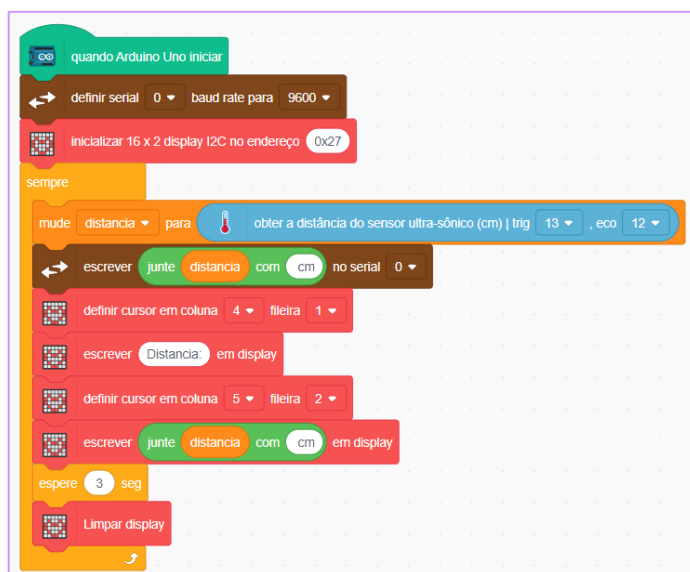 quando Arduino Uno iniciar
definir serial 0 baud rate para 9600
inicializar 16 x 2 display I2C no endereço 0x27
sempre
mude distancia para obter a distância do sensor ultra-sônico (cm) | trig 13 , eco 12
escrever junte distancia com cm no serial 0
definir cursor em coluna 4 fileira 1
escrever Distancia: em display
definir cursor em coluna 5 fileira 2
escrever junte distancia com cm em display
espere 3 seg
Limpar display